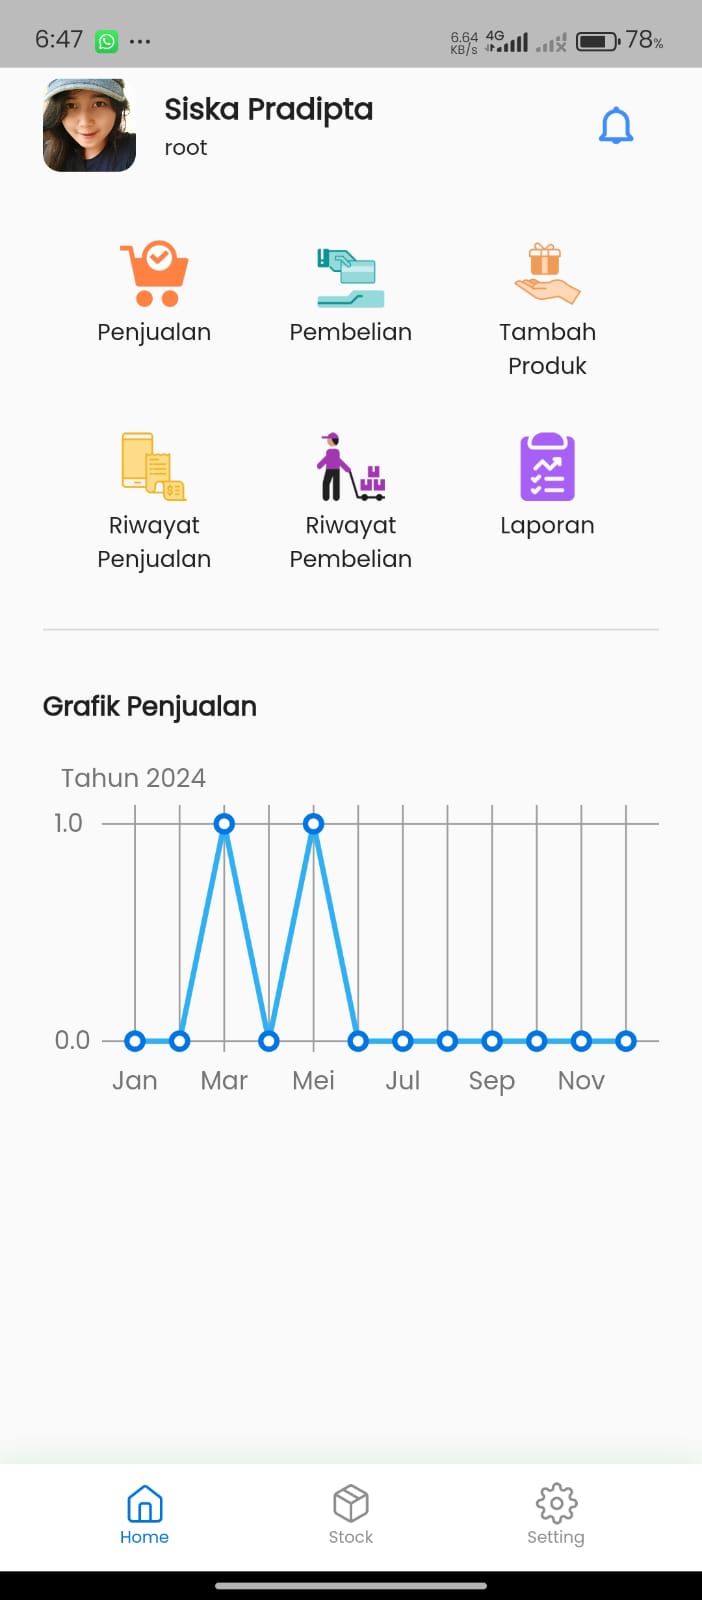 6:47
6.64
KB/s
4G
78%
Siska Pradipta
root
Penjualan
Pembelian
Tambah
Produk
Riwayat
Penjualan
Riwayat
Pembelian
Laporan
Grafik Penjualan
Tahun 2024
1.0
0.0
Jan Mar Mei Jul Sep Nov
Home Stock Setting